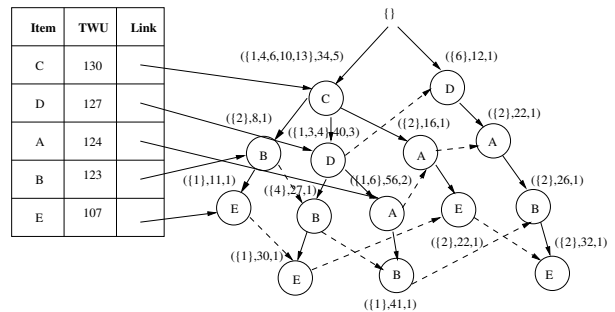 Item TWU Link
C 130
D 127
A 124
B 123
E 107
{}
({1,4,6,10,13},34,5)
({6},12,1)
C
D
({2},8,1)
({1,3,4},40,3)
({2},16,1)
({2},22,1)
B
D
A
A
({1},11,1)
({4},27,1)
({1,6},56,2)
({2},26,1)
E
B
A
E
B
({1},30,1)
({2},22,1)
({2},32,1)
E
B
E
({1},41,1)